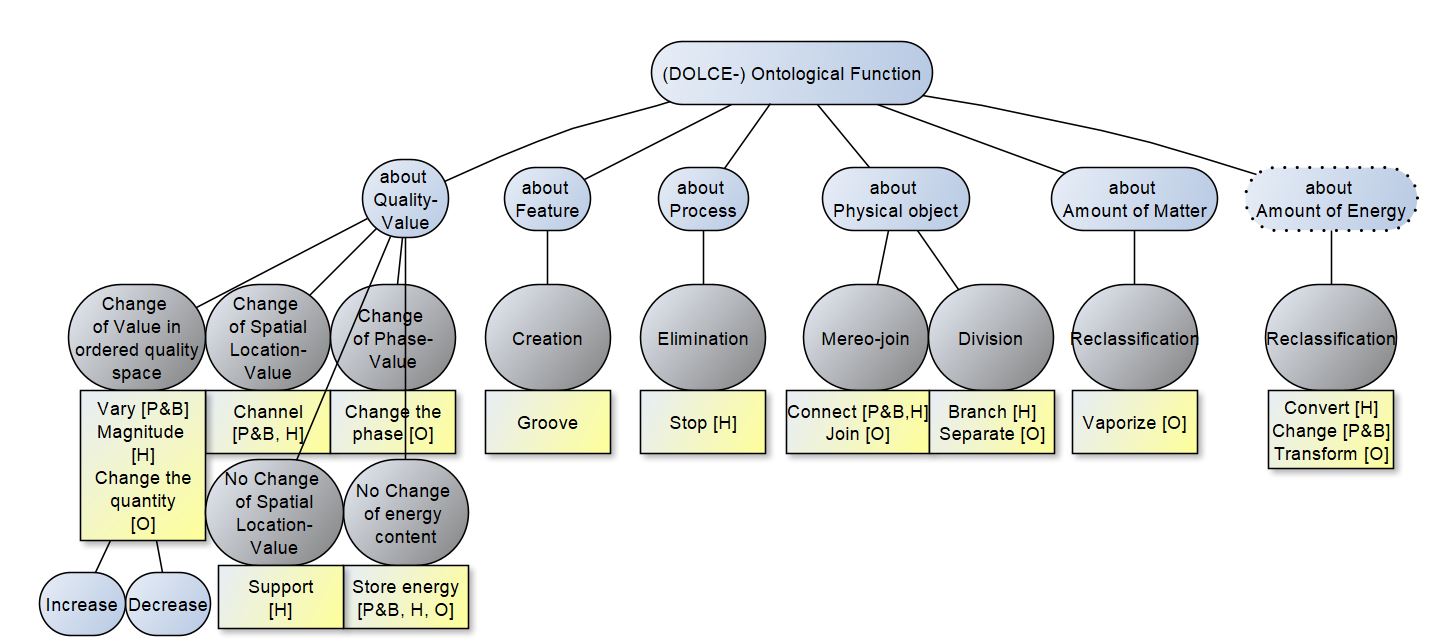 (DOLCE-) Ontological Function
about
Quality-
Value
about
Feature
about
Process
about
Physical object
about
Amount of Matter
about
Amount of Energy
Change
of Value in
ordered quality
space
Change
of Spatial
Location-
Value
Change
of Phase-
Value
Creation
Elimination
Mereo-join
Division
Reclassification
Reclassification
Vary [P&B]
Magnitude
[H]
Change the
quantity
[O]
Channel
[P&B, H]
Change the
phase [O]
Groove
Stop [H]
Connect [P&B,H]
Join [O]
Branch [H]
Separate [O]
Vaporize [O]
Convert [H]
Change [P&B]
Transform [O]
No Change
of Spatial
Location-
Value
No Change
of energy
content
Increase
Decrease
Support
[H]
Store energy
[P&B, H, O]